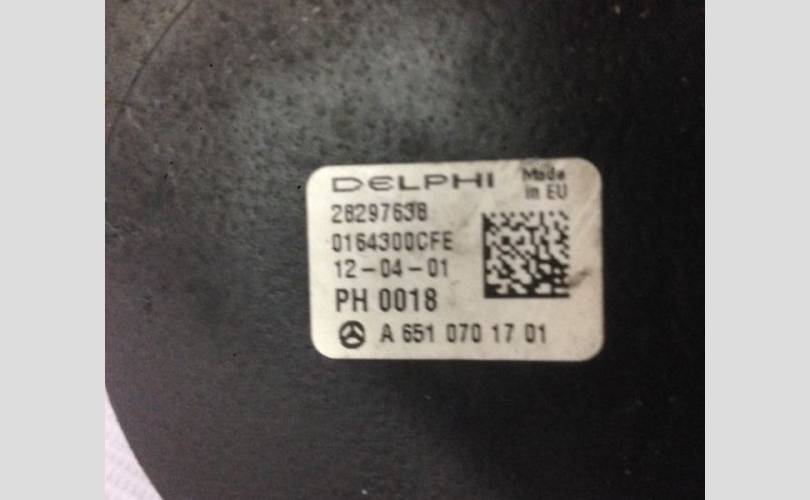 DELPHI Made
in EU
28297638
0164300CFE
12-04-01
PH 0018
A 651 070 17 01